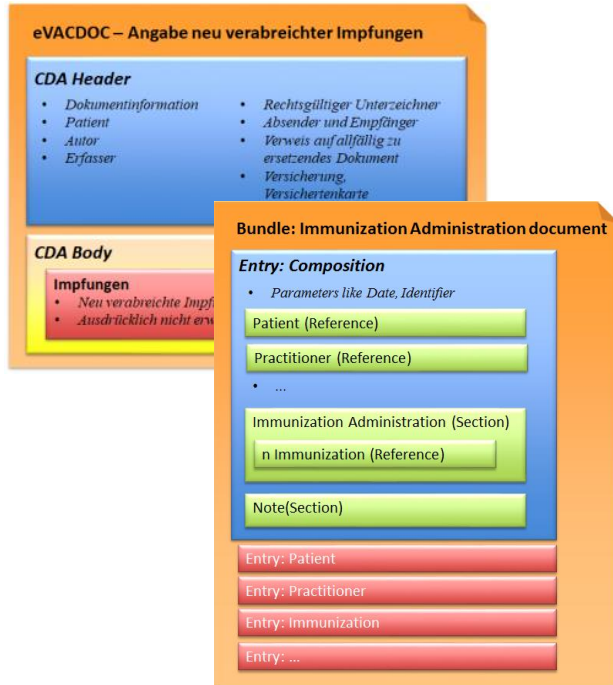 eVACDOC – Angabe neu verabreichter Impfungen
CDA Header
• Dokumentinformation
• Patient
• Autor
• Erfasser
• Rechtsgültiger Unterzeichner
• Absender und Empfänger
• Verweis auf allfällig zu
ersetzendes Dokument
• Versicherung,
Versichertenkarte
CDA Body
Impfungen
• Neu verabreichte
• Ausdrücklich nicht
Bundle: Immunization Administration document
Entry: Composition
• Parameters like Date, Identifier
Patient (Reference)
Practitioner (Reference)
• ...
Immunization Administration (Section)
n Immunization (Reference)
Note(Section)
Entry: Patient
Entry: Practitioner
Entry: Immunization
Entry: ...